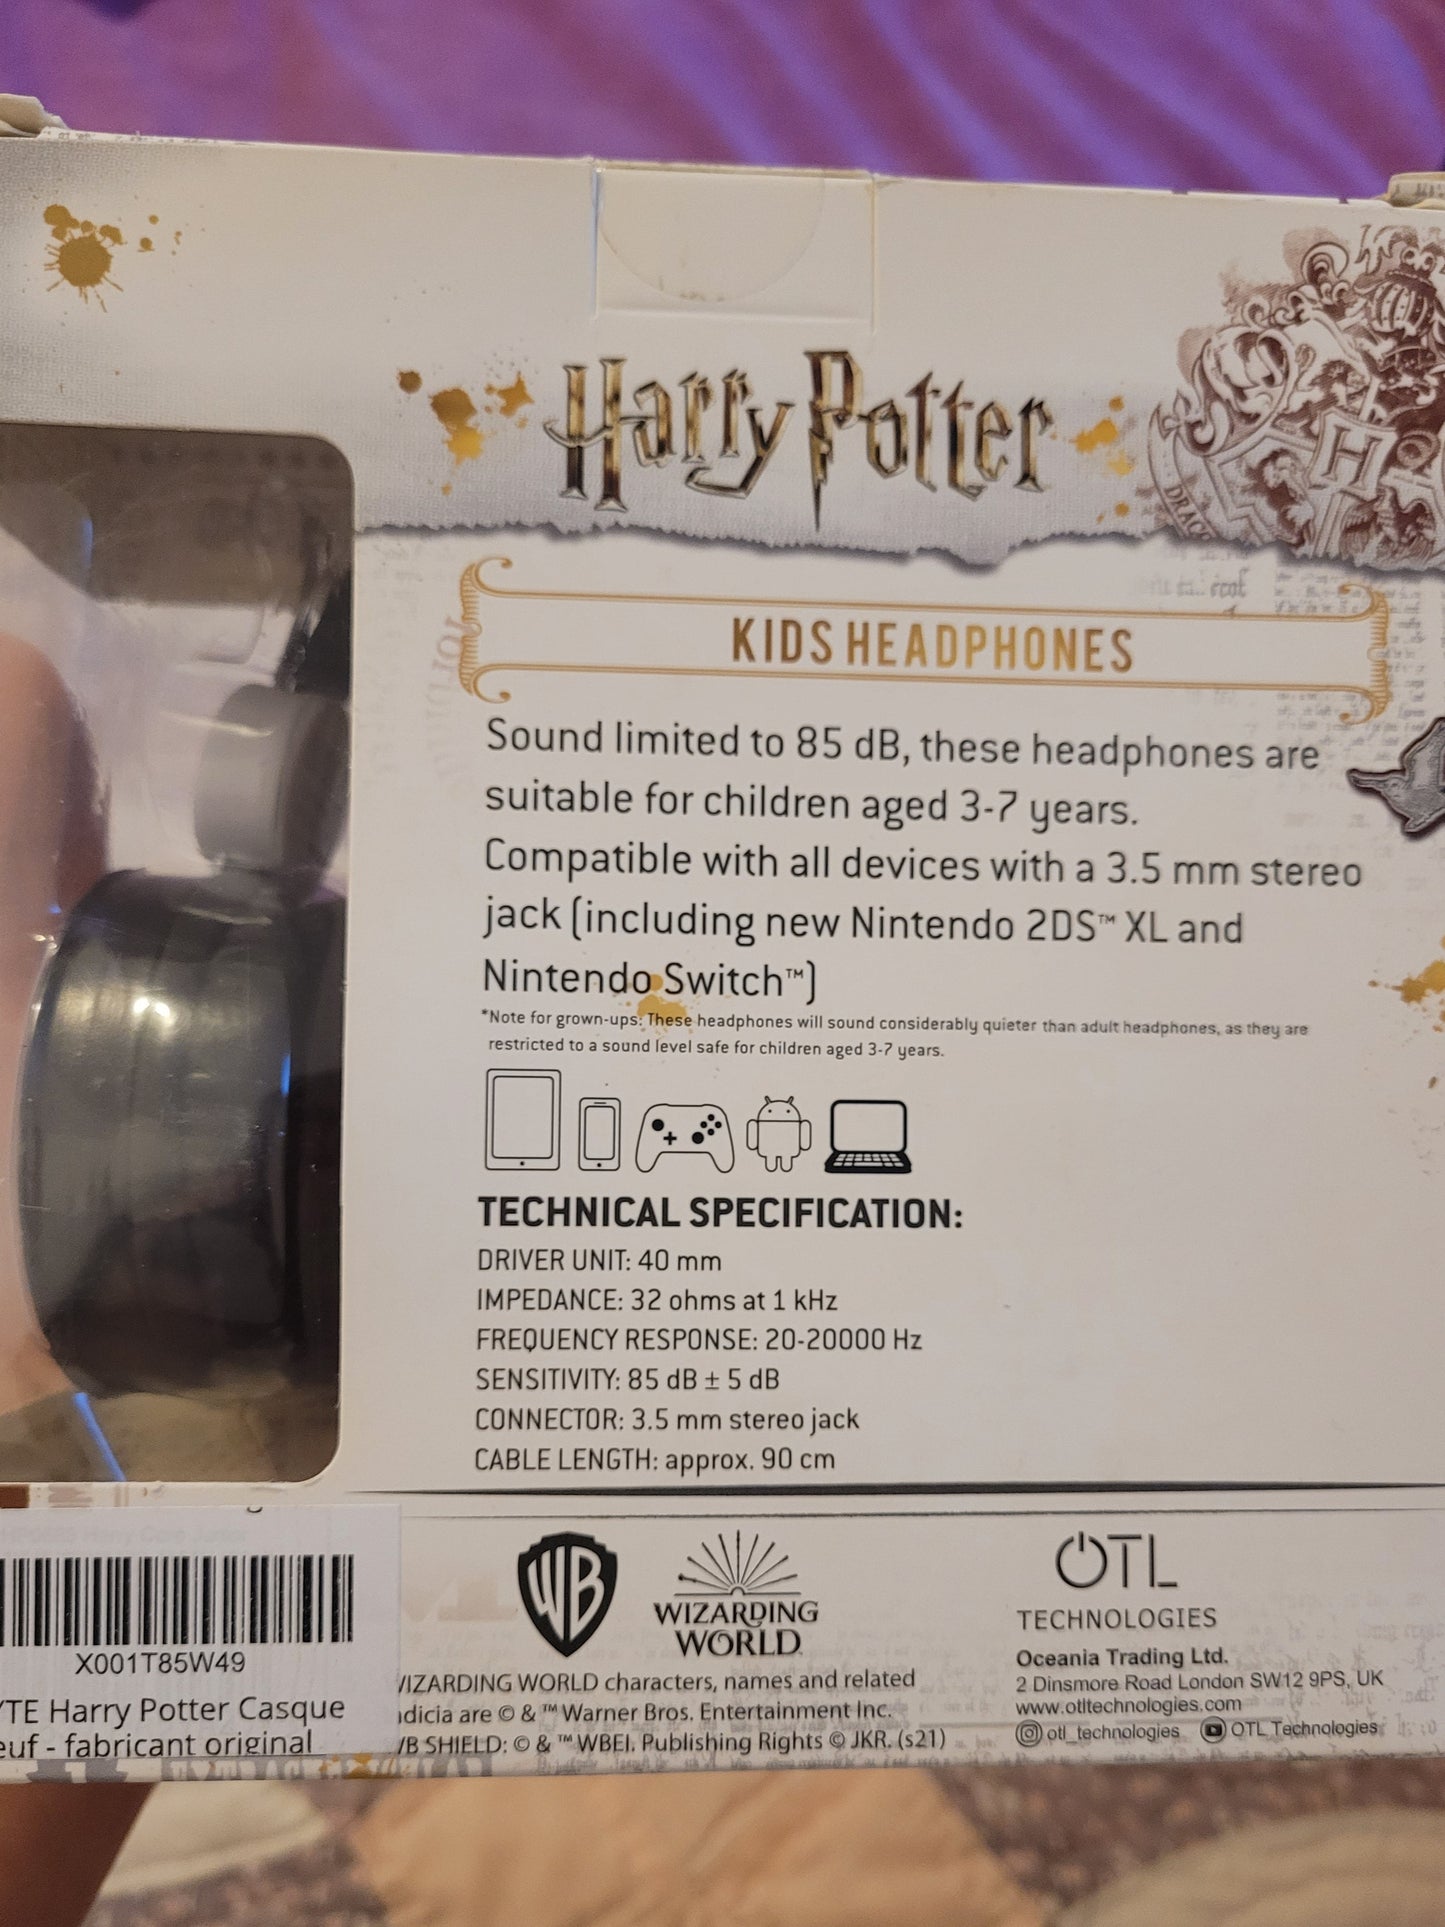 Harry Potter
DRACO
H
KIDS HEADPHONES
Sound limited to 85 dB, these headphones are
suitable for children aged 3-7 years.
Compatible with all devices with a 3.5 mm stereo
jack (including new Nintendo 2DS™ XL and
Nintendo Switch™)
*Note for grown-ups: These headphones will sound considerably quieter than adult headphones, as they are
restricted to a sound level safe for children aged 3-7 years.
TECHNICAL SPECIFICATION:
DRIVER UNIT: 40 mm
IMPEDANCE: 32 ohms at 1 kHz
FREQUENCY RESPONSE: 20-20000 Hz
SENSITIVITY: 85 dB ± 5 dB
CONNECTOR: 3.5 mm stereo jack
CABLE LENGTH: approx. 90 cm
X001T85W49
YTE Harry Potter Casque
euf - fabricant original
WB
WIZARDING
WORLD
WIZARDING WORLD characters, names and related
ndicia are © & ™ Warner Bros. Entertainment Inc.
WB SHIELD: © & ™ WBEI. Publishing Rights © JKR. (s21)
OTL
TECHNOLOGIES
Oceania Trading Ltd.
2 Dinsmore Road London SW12 9PS, UK
www.otltechnologies.com
otl_technologies OTL Technologies